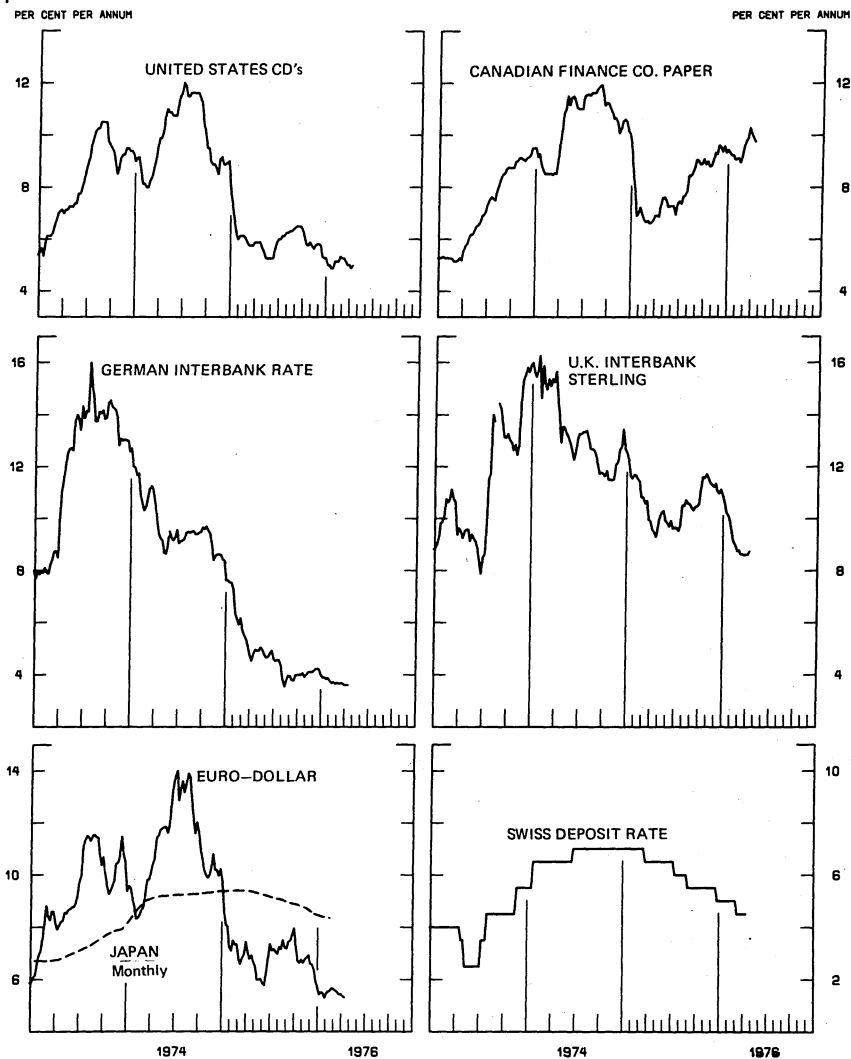 PER CENT PER ANNUM
PER CENT PER ANNUM
UNITED STATES CD's
CANADIAN FINANCE CO. PAPER
12
12
8
8
4
4
GERMAN INTERBANK RATE
U.K. INTERBANK
STERLING
16
16
12
12
8
8
4
4
EURO–DOLLAR
SWISS DEPOSIT RATE
14
10
10
6
6
2
JAPAN
Monthly
1974
1976
1974
1976